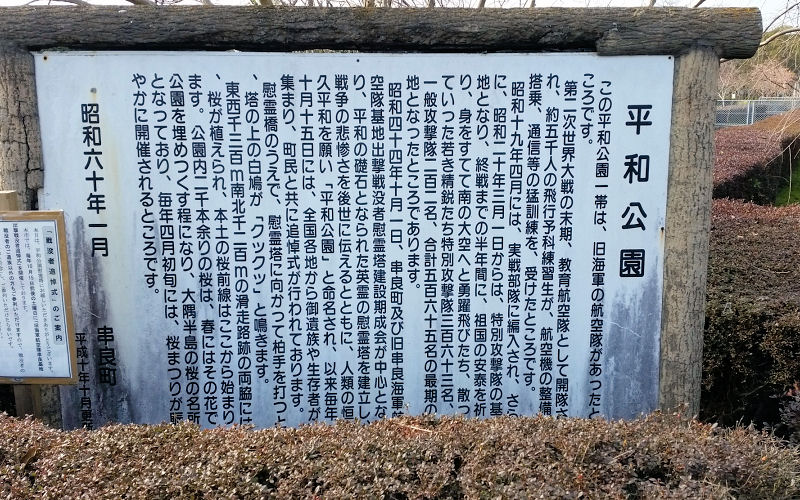 平和公園
この平和公園一帯は、旧海軍の航空隊があったと
ころです。
第二次世界大戦の末期、教育航空隊として開隊さ
れ、約五千人の飛行予科練習生が、航空機の整備
搭乗、通信等の猛訓練を、受けたところです。
昭和十九年四月には、実戦部隊に編入され、さら
に、昭和二十年三月一日からは、特別攻撃隊の基
地となり、終戦までの半年間に、祖国の安泰を祈
り、身をすてて南の大空へと勇躍飛びたち、散っ
ていった若き精鋭たち特別攻撃隊三百六十三名、
一般攻撃隊二百二名、合計五百六十五名の最期の
地となったところであります。
昭和四十四年十月一日、串良町及び旧串良海軍航
空隊基地出撃戦没者慰霊塔建設期成会が中心とな
り、平和の礎石となられた英霊の慰霊塔を建立し、
戦争の悲惨さを後世に伝えるとともに、人類の恒
久平和を願い「平和公園」と命名され、以来毎年
十月十五日には、全国各地から御遺族や生存者が
集まり、町民と共に追悼式が行われております。
慰霊橋のうえで、慰霊塔に向かって柏手を打つと
、塔の上の白鳩が「クックッ」と鳴きます。
東西千三百m南北千二百mの滑走路跡の両脇には
、桜が植えられ、本土の桜前線はここから始まり
ます。公園内二千本余りの桜は、春にはその花で
公園を埋めつくす程になり、大隅半島の桜の名所
となっており、毎年四月初旬には、桜まつりが賑
やかに開催されるところです。
昭和六十年一月 串良町
平成十年十月
「戦没者追悼式」のご案内